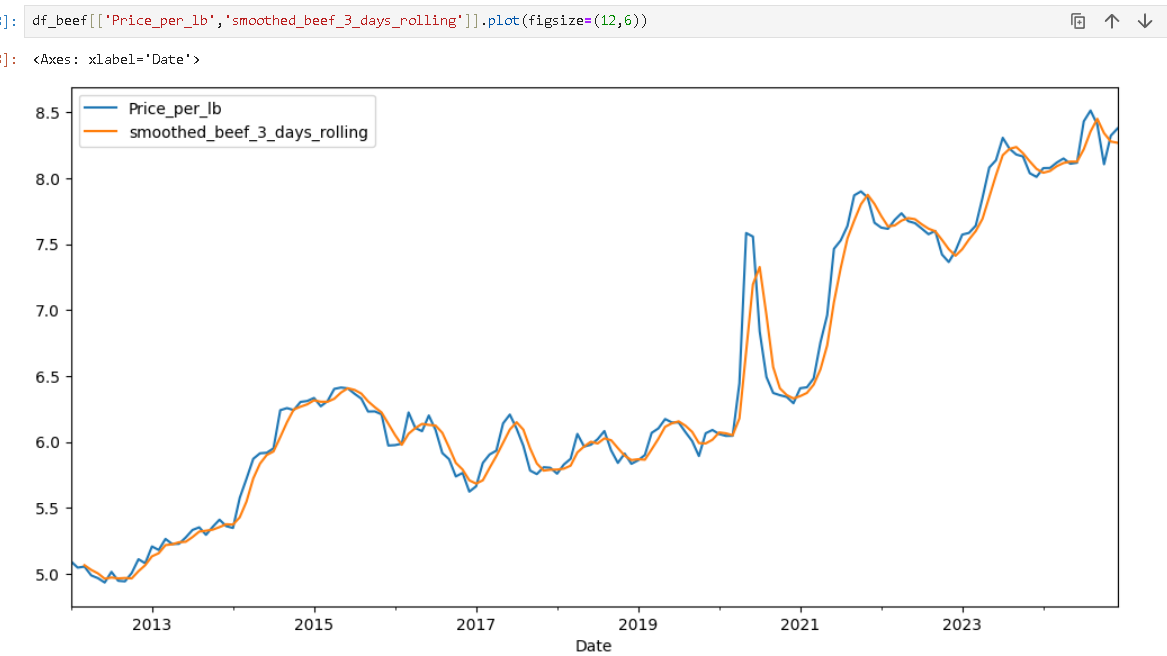 ]: df_beef[['Price_per_lb','smoothed_beef_3_days_rolling']].plot(figsize=(12,6))
]: <Axes: xlabel='Date'>
Price_per_lb
smoothed_beef_3_days_rolling
8.5
8.0
7.5
7.0
6.5
6.0
5.5
5.0
2013 2015 2017 2019 2021 2023
Date